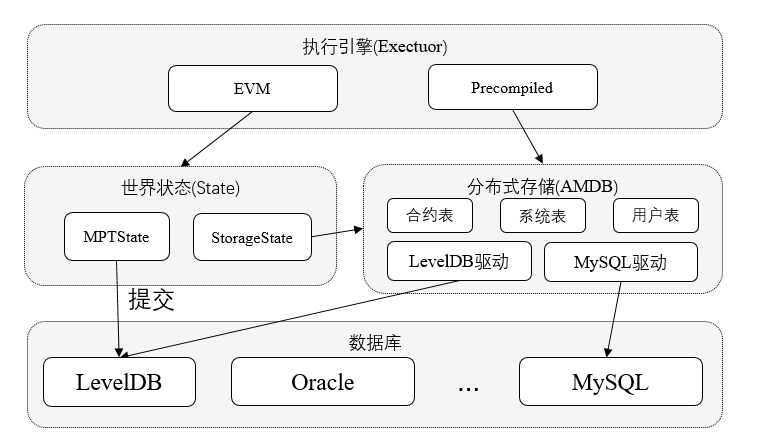 执行引擎(Exectuor)
EVM
Precompiled
世界状态(State)
MPTState
StorageState
分布式存储(AMDB)
合约表
系统表
用户表
LevelDB驱动
MySQL驱动
提交
数据库
LevelDB
Oracle
...
MySQL